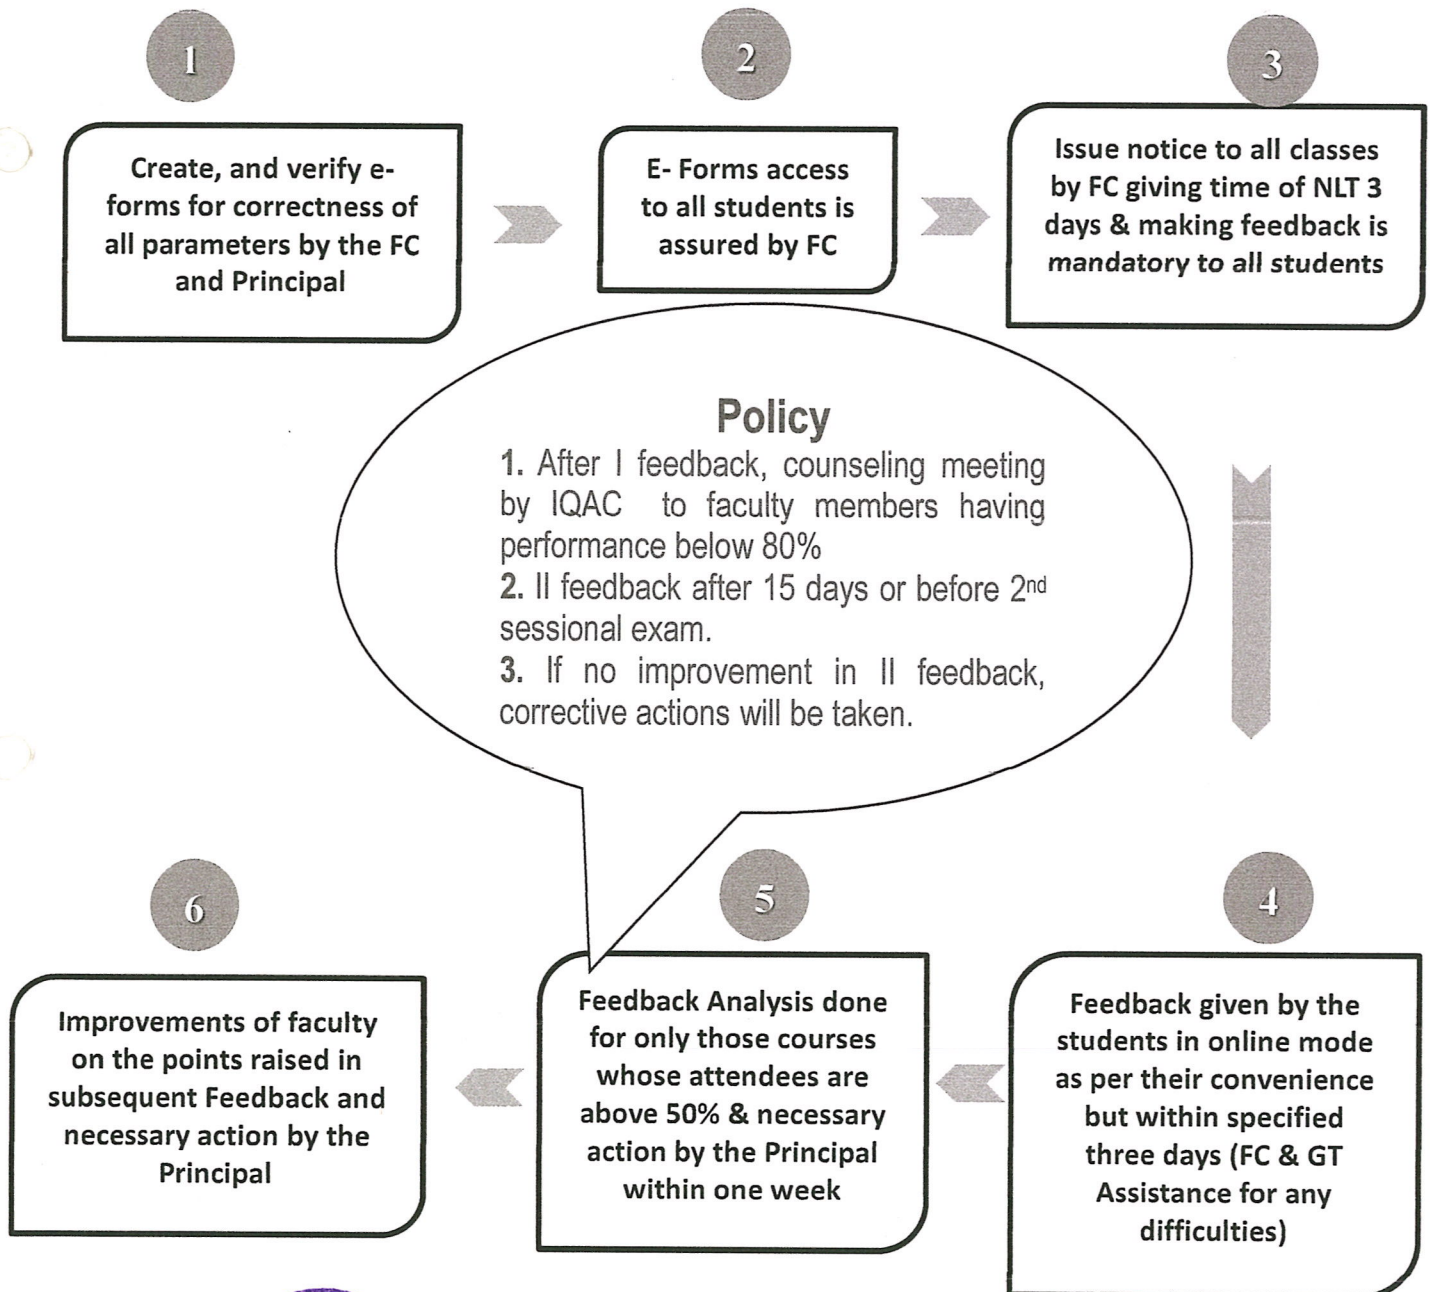 1
Create, and verify e-
forms for correctness of
all parameters by the FC
and Principal
2
E- Forms access
to all students is
assured by FC
3
Issue notice to all classes
by FC giving time of NLT 3
days & making feedback is
mandatory to all students
Policy
1. After I feedback, counseling meeting
by IQAC to faculty members having
performance below 80%
2. II feedback after 15 days or before 2nd
sessional exam.
3. If no improvement in II feedback,
corrective actions will be taken.
4
Feedback given by the
students in online mode
as per their convenience
but within specified
three days (FC & GT
Assistance for any
difficulties)
5
Feedback Analysis done
for only those courses
whose attendees are
above 50% & necessary
action by the Principal
within one week
6
Improvements of faculty
on the points raised in
subsequent Feedback and
necessary action by the
Principal